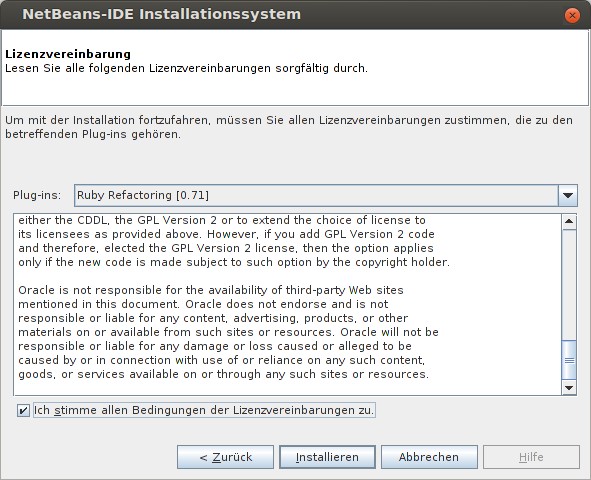 NetBeans-IDE Installationssystem
Lizenzvereinbarung
Lesen Sie alle folgenden Lizenzvereinbarungen sorgfältig durch.
Um mit der Installation fortzufahren, müssen Sie allen Lizenzvereinbarungen zustimmen, die zu den
betreffenden Plug-ins gehören.
Plug-ins: Ruby Refactoring [0.71]
either the CDDL, the GPL Version 2 or to extend the choice of license to
its licensees as provided above. However, if you add GPL Version 2 code
and therefore, elected the GPL Version 2 license, then the option applies
only if the new code is made subject to such option by the copyright holder.
Oracle is not responsible for the availability of third-party Web sites
mentioned in this document. Oracle does not endorse and is not
responsible or liable for any content, advertising, products, or other
materials on or available from such sites or resources. Oracle will not be
responsible or liable for any damage or loss caused or alleged to be
caused by or in connection with use of or reliance on any such content,
goods, or services available on or through any such sites or resources.
Ich stimme allen Bedingungen der Lizenzvereinbarungen zu.
< Zurück Installieren Abbrechen Hilfe